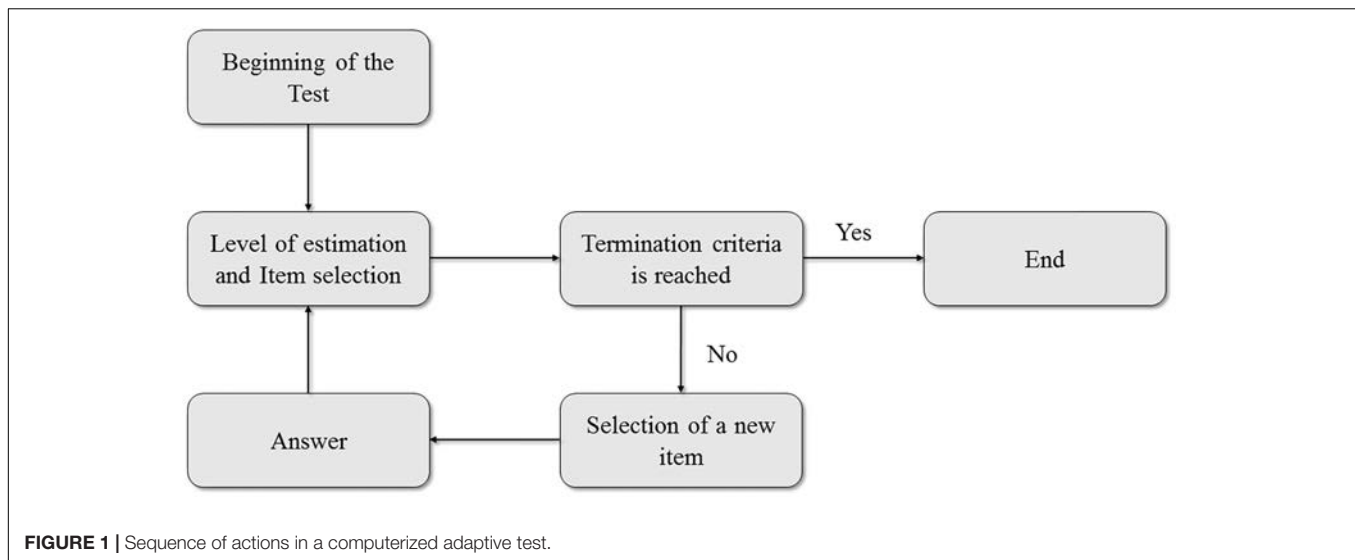 Beginning of the
Test
Level of estimation
and Item selection
Termination criteria
is reached
Yes
End
No
Answer
Selection of a new
item
FIGURE 1 | Sequence of actions in a computerized adaptive test.